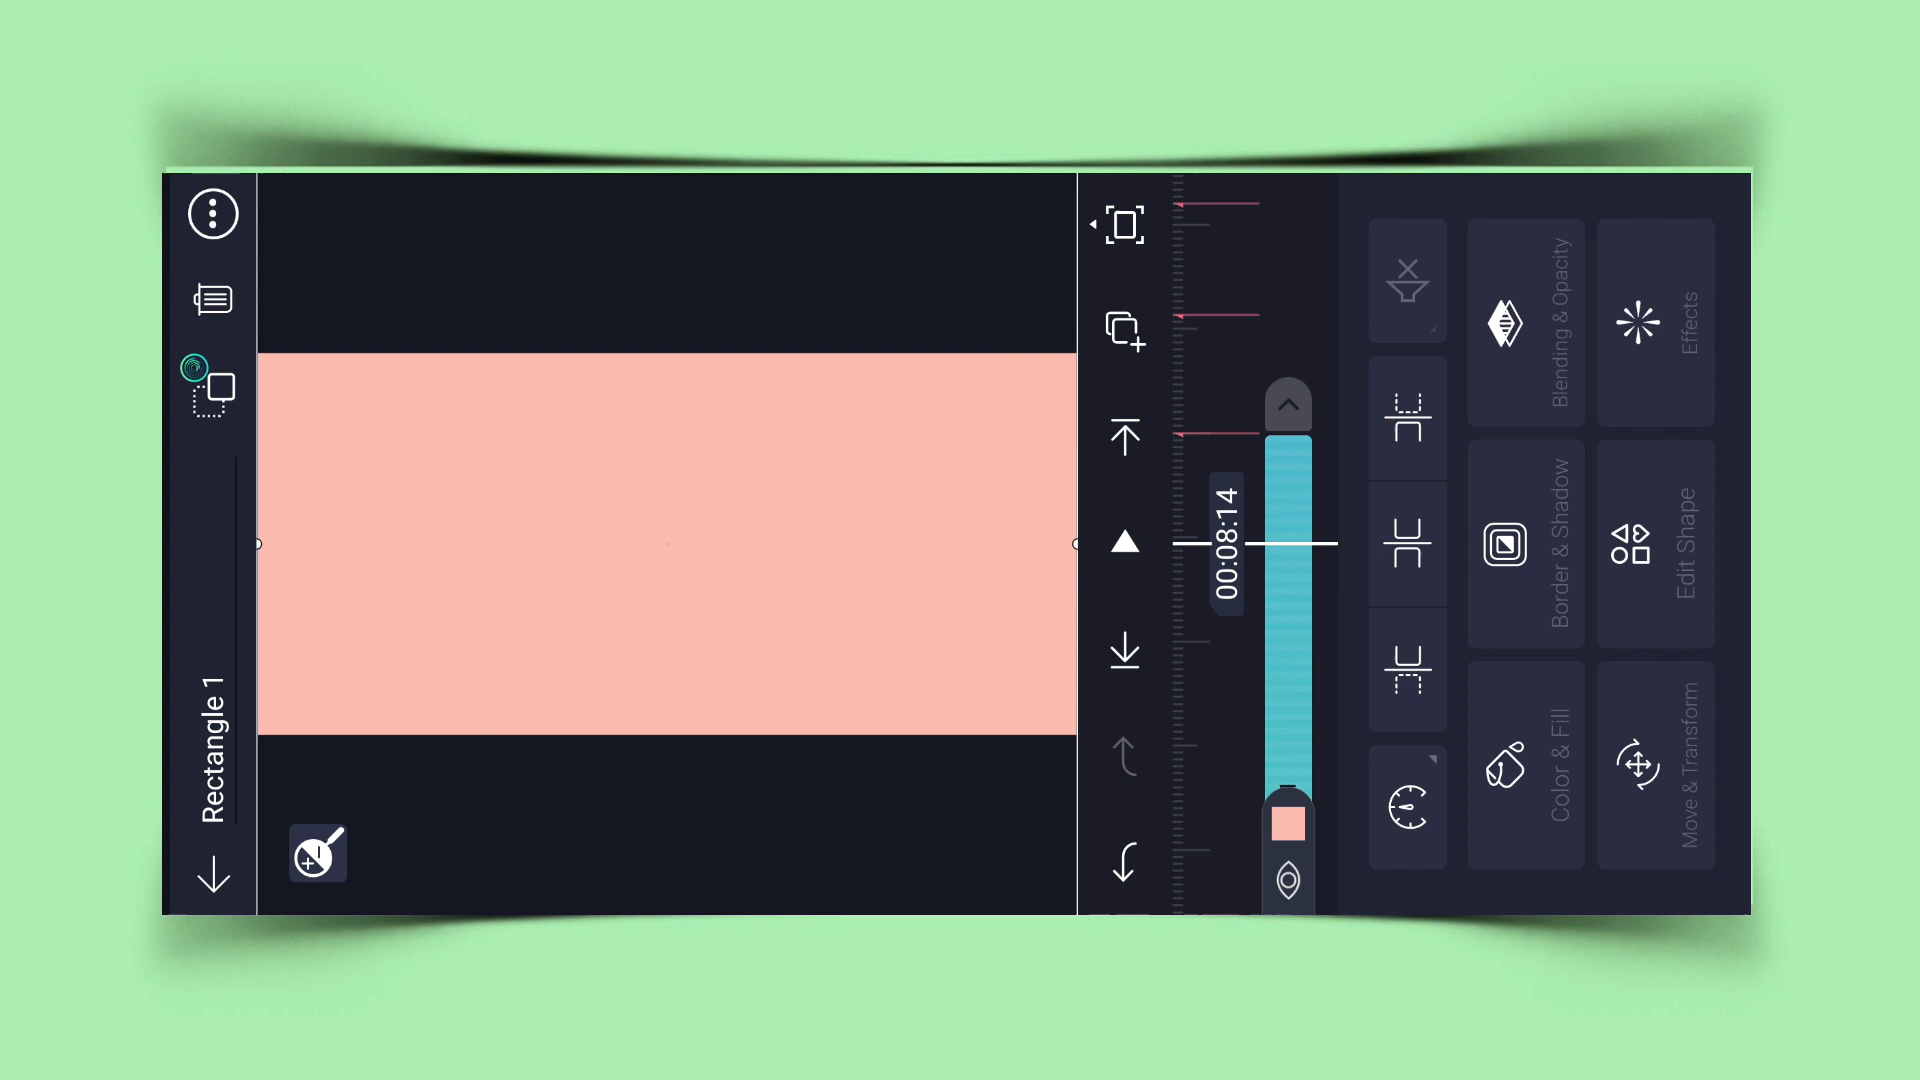 Rectangle 1
00:08:14
Color & Fill
Border & Shadow
Blending & Opacity
Move & Transform
Edit Shape
Effects